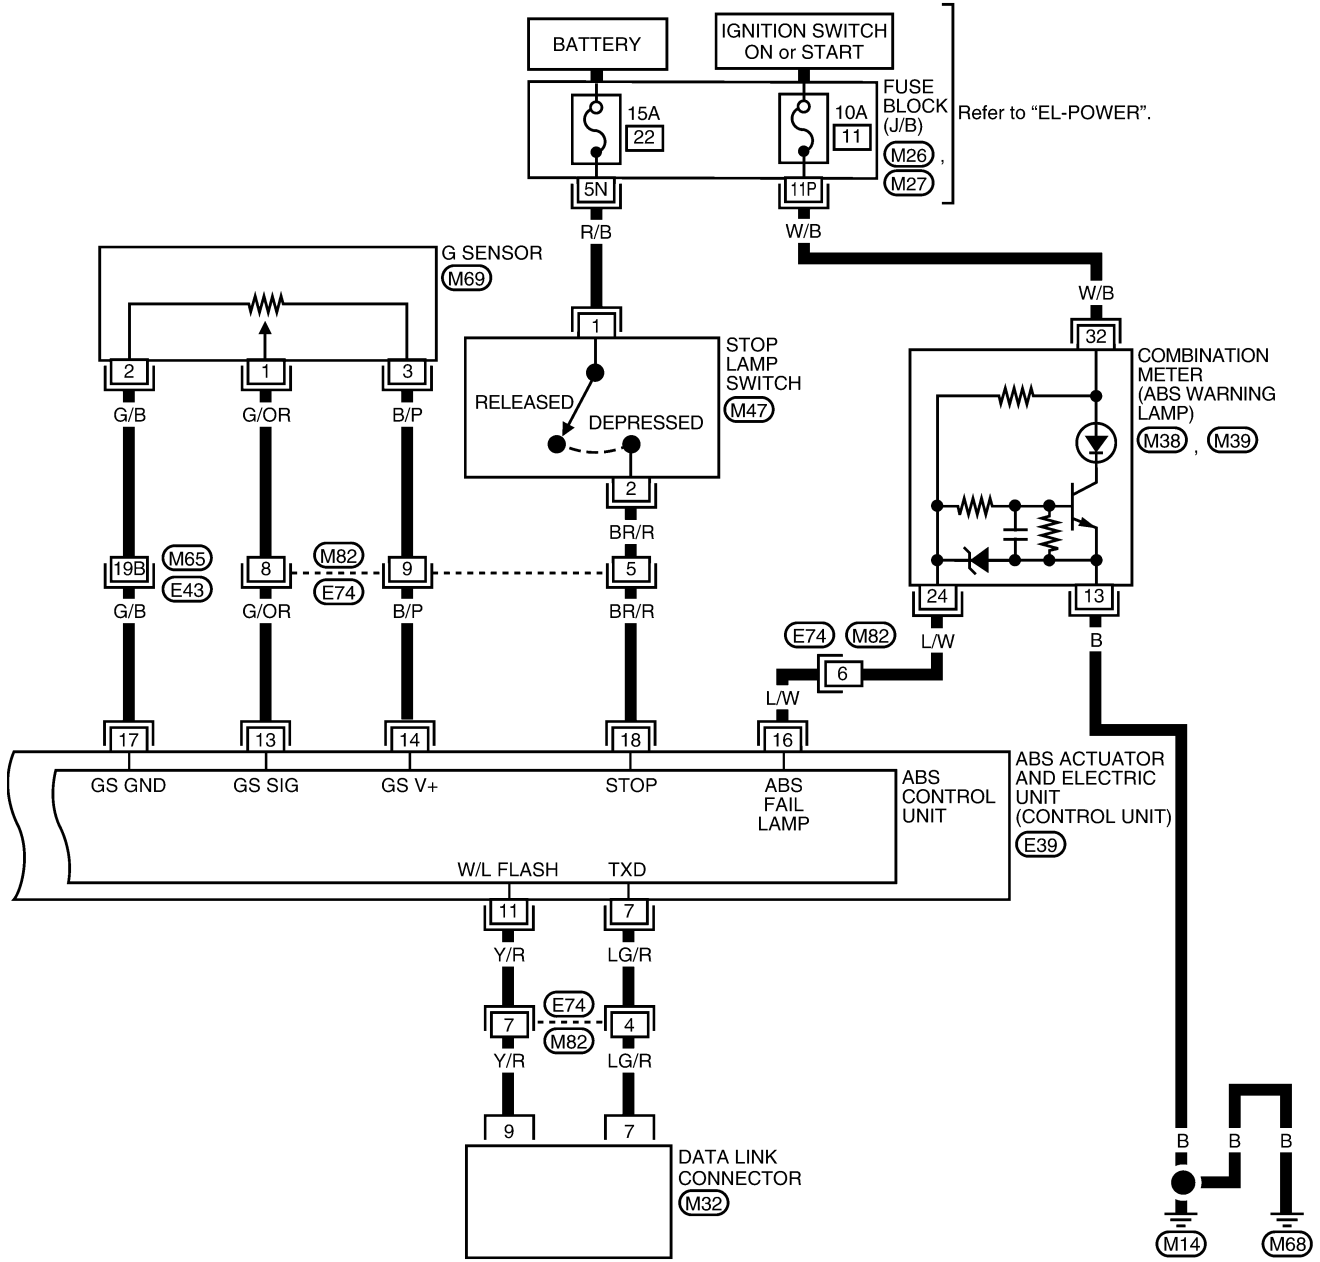 BATTERY
IGNITION SWITCH
ON or START
15A
22
10A
11
FUSE
BLOCK
(J/B)
M26 ,
M27
Refer to “EL-POWER”.
5N
11P
R/B
W/B
G SENSOR
M69
W/B
1
32
2
1
3
STOP
LAMP
SWITCH
M47
RELEASED
DEPRESSED
COMBINATION
METER
(ABS WARNING
LAMP)
M38 , M39
G/B
G/OR
B/P
2
BR/R
19B
M65
E43
8
M82
E74
9
5
G/B
G/OR
B/P
BR/R
24
13
L/W
B
E74 M82
6
L/W
17
13
14
18
16
GS GND
GS SIG
GS V+
STOP
ABS
FAIL
LAMP
ABS
CONTROL
UNIT
ABS ACTUATOR
AND ELECTRIC
UNIT
(CONTROL UNIT)
E39
W/L FLASH
TXD
11
7
Y/R
LG/R
7
E74
M82
4
Y/R
LG/R
9
7
DATA LINK
CONNECTOR
M32
B
B
B
M14
M68